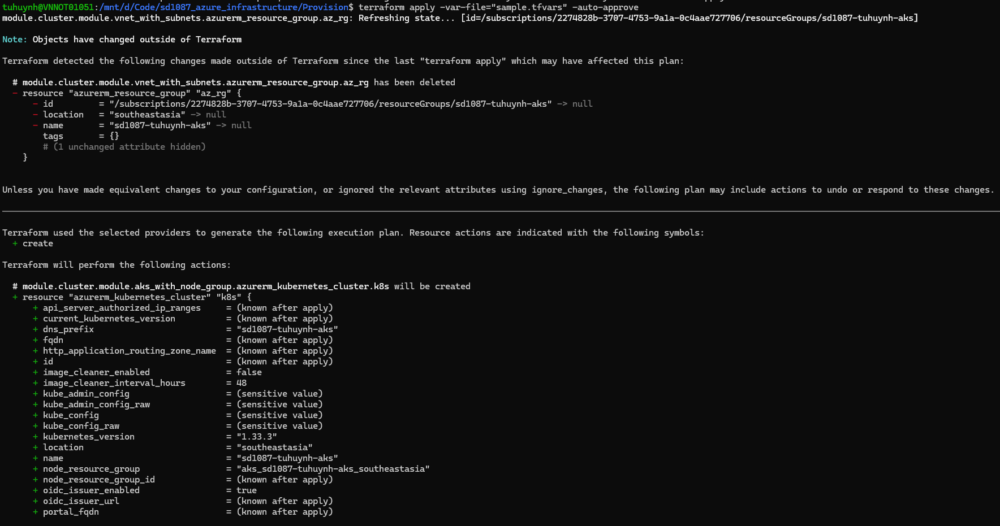 tuhuynh@VNNOT01051:/mnt/d/Code/sd1087_azure_infrastructure/Provision$ terraform apply -var-file="sample.tfvars" -auto-approve
module.cluster.module.vnet_with_subnets.azurerm_resource_group.az_rg: Refreshing state... [id=/subscriptions/2274828b-3707-4753-9a1a-0c4aae727706/resourceGroups/sd1087-tuhuynh-aks]
Note: Objects have changed outside of Terraform
Terraform detected the following changes made outside of Terraform since the last "terraform apply" which may have affected this plan:
# module.cluster.module.vnet_with_subnets.azurerm_resource_group.az_rg has been deleted
- resource "azurerm_resource_group" "az_rg" {
- id = "/subscriptions/2274828b-3707-4753-9a1a-0c4aae727706/resourceGroups/sd1087-tuhuynh-aks" -> null
- location = "southeastasia" -> null
- name = "sd1087-tuhuynh-aks" -> null
tags = {}
# (1 unchanged attribute hidden)
}
Unless you have made equivalent changes to your configuration, or ignored the relevant attributes using ignore_changes, the following plan may include actions to undo or respond to these changes.
Terraform used the selected providers to generate the following execution plan. Resource actions are indicated with the following symbols:
+ create
Terraform will perform the following actions:
# module.cluster.module.aks_with_node_group.azurerm_kubernetes_cluster.k8s will be created
+ resource "azurerm_kubernetes_cluster" "k8s" {
+ api_server_authorized_ip_ranges = (known after apply)
+ current_kubernetes_version = (known after apply)
+ dns_prefix = "sd1087-tuhuynh-aks"
+ fqdn = (known after apply)
+ http_application_routing_zone_name = (known after apply)
+ id = (known after apply)
+ image_cleaner_enabled = false
+ image_cleaner_interval_hours = 48
+ kube_admin_config = (sensitive value)
+ kube_admin_config_raw = (sensitive value)
+ kube_config = (sensitive value)
+ kube_config_raw = (sensitive value)
+ kubernetes_version = "1.33.3"
+ location = "southeastasia"
+ name = "sd1087-tuhuynh-aks"
+ node_resource_group = "aks_sd1087-tuhuynh-aks_southeastasia"
+ node_resource_group_id = (known after apply)
+ oidc_issuer_enabled = true
+ oidc_issuer_url = (known after apply)
+ portal_fqdn = (known after apply)